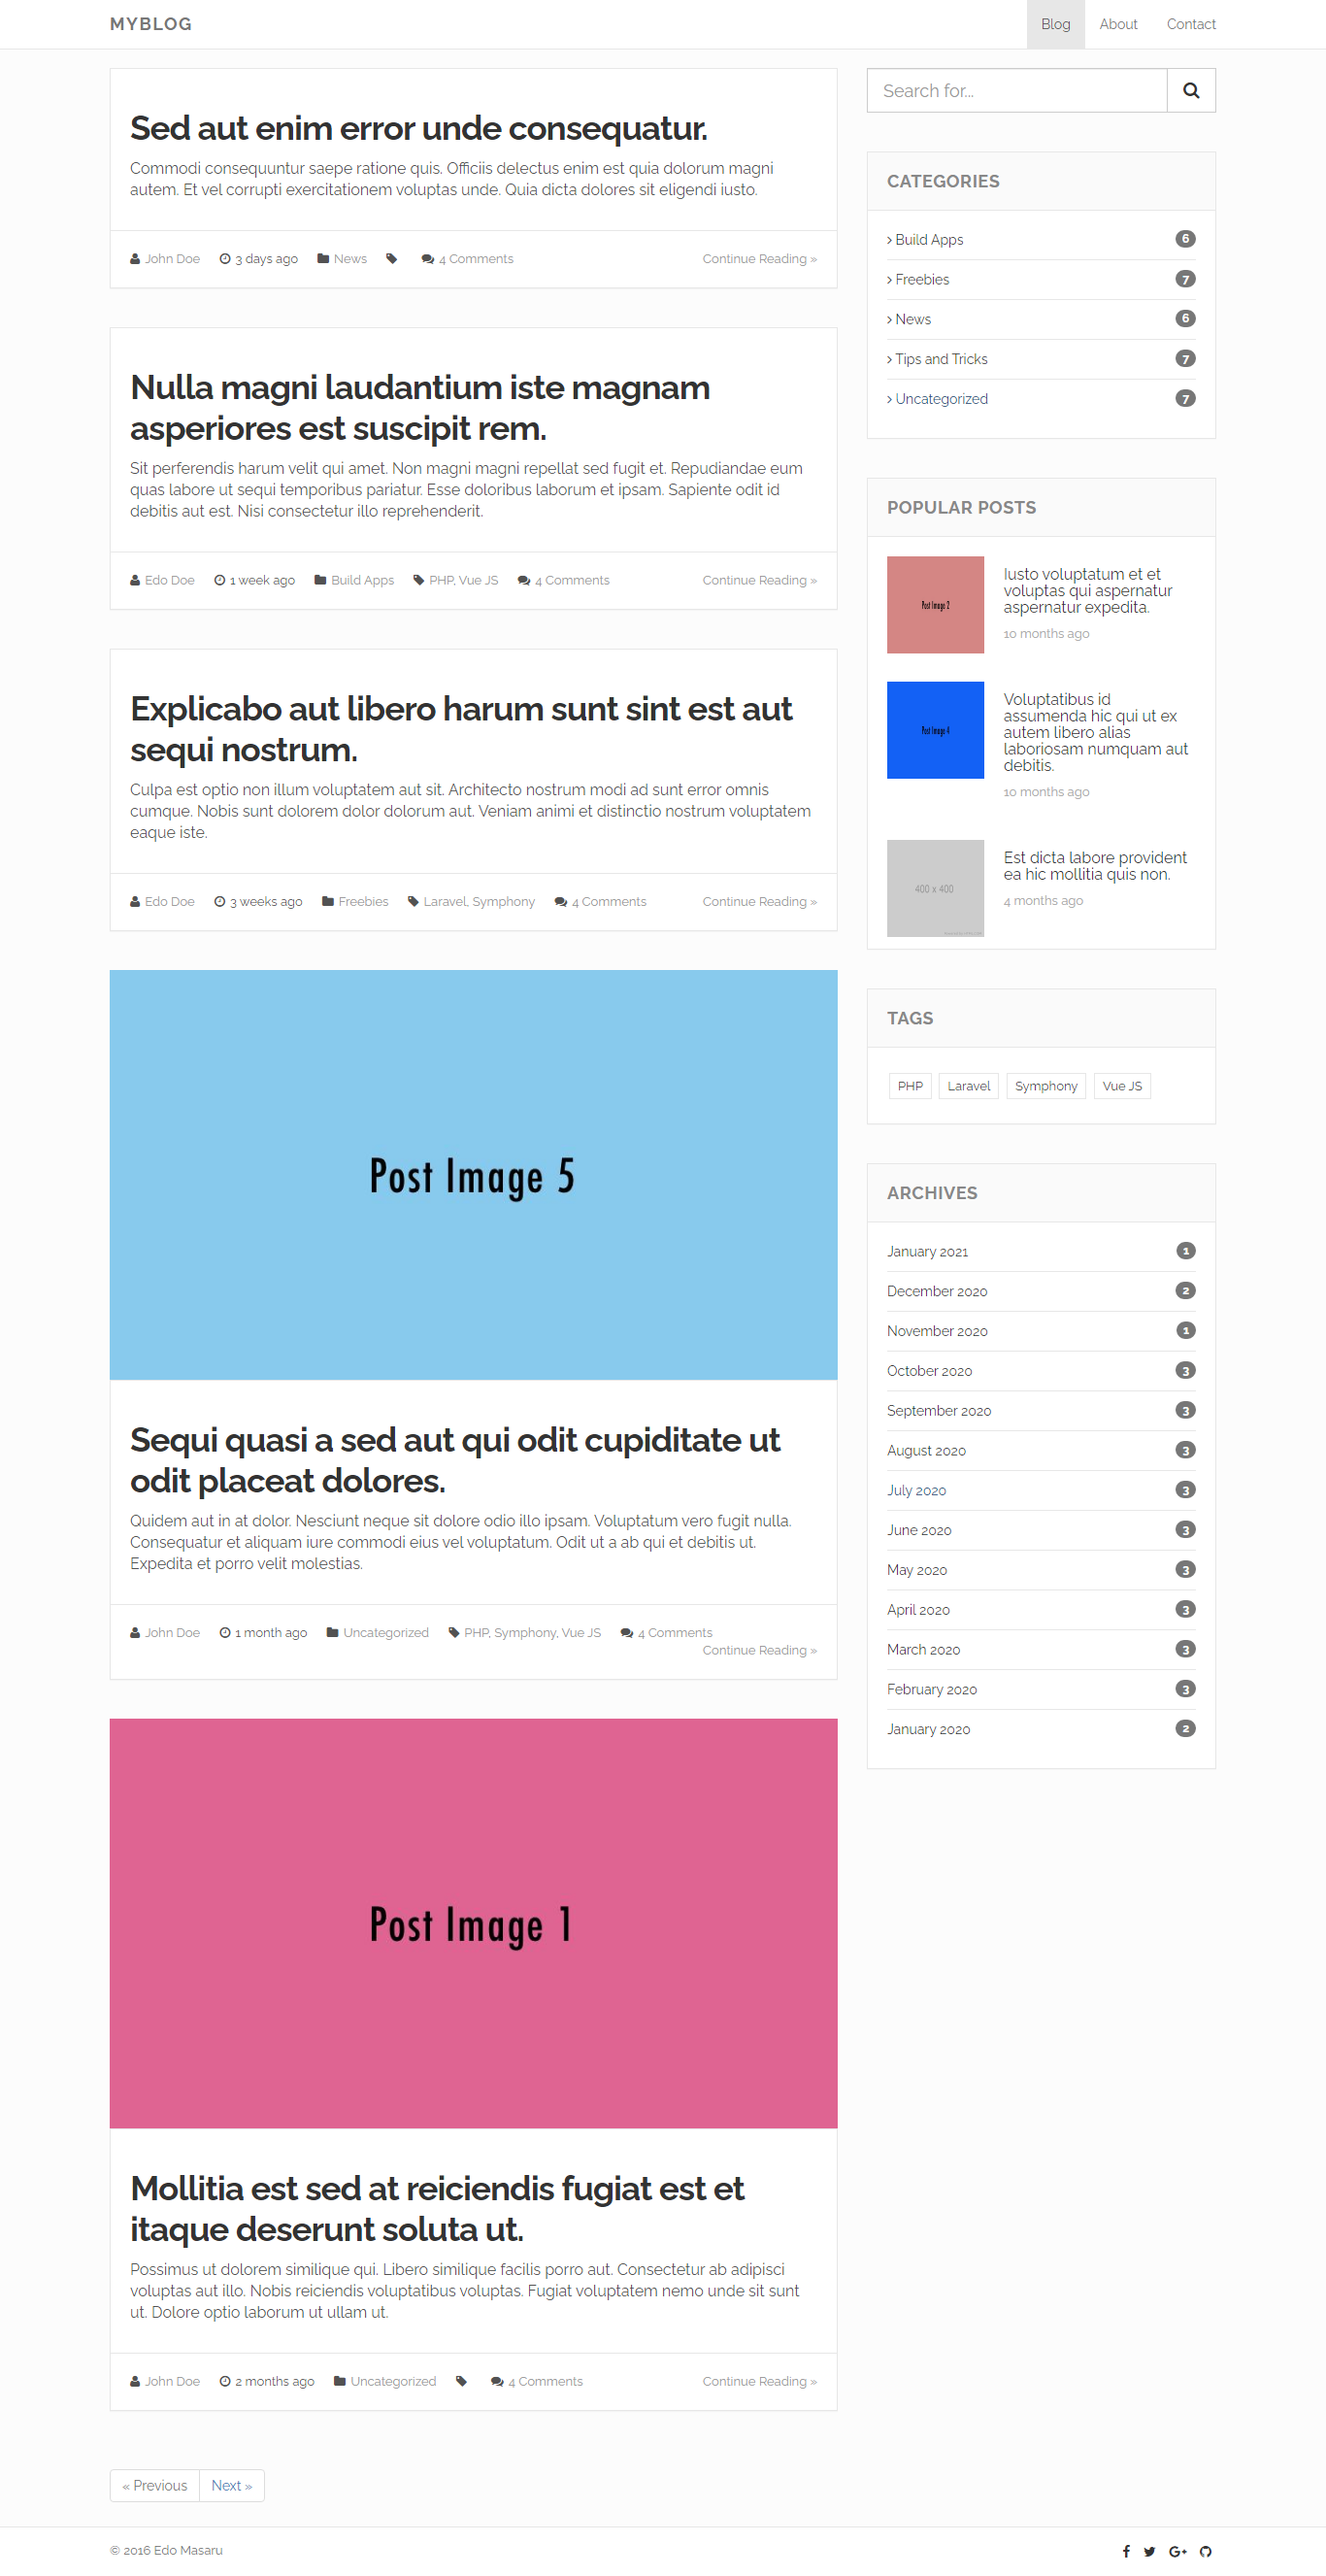 MYBLOG
Blog About Contact
Sed aut enim error unde consequatur.
Commodi consequuntur saepe ratione quis. Officiis delectus enim est quia dolorum magni
autem. Et vel corrupti exercitationem voluptas unde. Quia dicta dolores sit eligendi iusto.
John Doe 3 days ago News 4 Comments Continue Reading »
Nulla magni laudantium iste magnam
asperiores est suscipit rem.
Sit perferendis harum velit qui amet. Non magni magni repellat sed fugit et. Repudiandae eum
quas labore ut sequi temporibus pariatur. Esse doloribus laborum et ipsam. Sapiente odit id
debitis aut est. Nisi consectetur illo reprehenderit.
Edo Doe 1 week ago Build Apps PHP, Vue JS 4 Comments Continue Reading »
Explicabo aut libero harum sunt sint est aut
sequi nostrum.
Culpa est optio non illum voluptatem aut sit. Architecto nostrum modi ad sunt error omnis
cumque. Nobis sunt dolorem dolor dolorum aut. Veniam animi et distinctio nostrum voluptatem
eaque iste.
Edo Doe 3 weeks ago Freebies Laravel, Symphony 4 Comments Continue Reading »
Post Image 5
Sequi quasi a sed aut qui odit cupiditate ut
odit placeat dolores.
Quidem aut in at dolor. Nesciunt neque sit dolore odio illo ipsam. Voluptatum vero fugit nulla.
Consequatur et aliquam iure commodi eius vel voluptatum. Odit ut a ab qui et debitis ut.
Expedita et porro velit molestias.
John Doe 1 month ago Uncategorized PHP, Symphony, Vue JS 4 Comments
Continue Reading »
Post Image 1
Mollitia est sed at reiciendis fugiat est et
itaque deserunt soluta ut.
Possimus ut dolorem similique qui. Libero similique facilis porro aut. Consectetur ab adipisci
voluptas aut illo. Nobis reiciendis voluptatibus voluptas. Fugiat voluptatem nemo unde sit sunt
ut. Dolore optio laborum ut ullam ut.
John Doe 2 months ago Uncategorized 4 Comments Continue Reading »
« Previous Next »
Search for...
CATEGORIES
Build Apps 6
Freebies 7
News 6
Tips and Tricks 7
Uncategorized 7
POPULAR POSTS
Post Image 2
Iusto voluptatum et et
voluptas qui aspernatur
aspernatur expedita.
10 months ago
Post Image 4
Voluptatibus id
assumenda hic qui ut ex
autem libero alias
laboriosam numquam aut
debitis.
10 months ago
400 x 400
Est dicta labore provident
ea hic mollitia quis non.
4 months ago
TAGS
PHP Laravel Symphony Vue JS
ARCHIVES
January 2021 1
December 2020 2
November 2020 1
October 2020 3
September 2020 3
August 2020 3
July 2020 3
June 2020 3
May 2020 3
April 2020 3
March 2020 3
February 2020 3
January 2020 2
© 2016 Edo Masaru